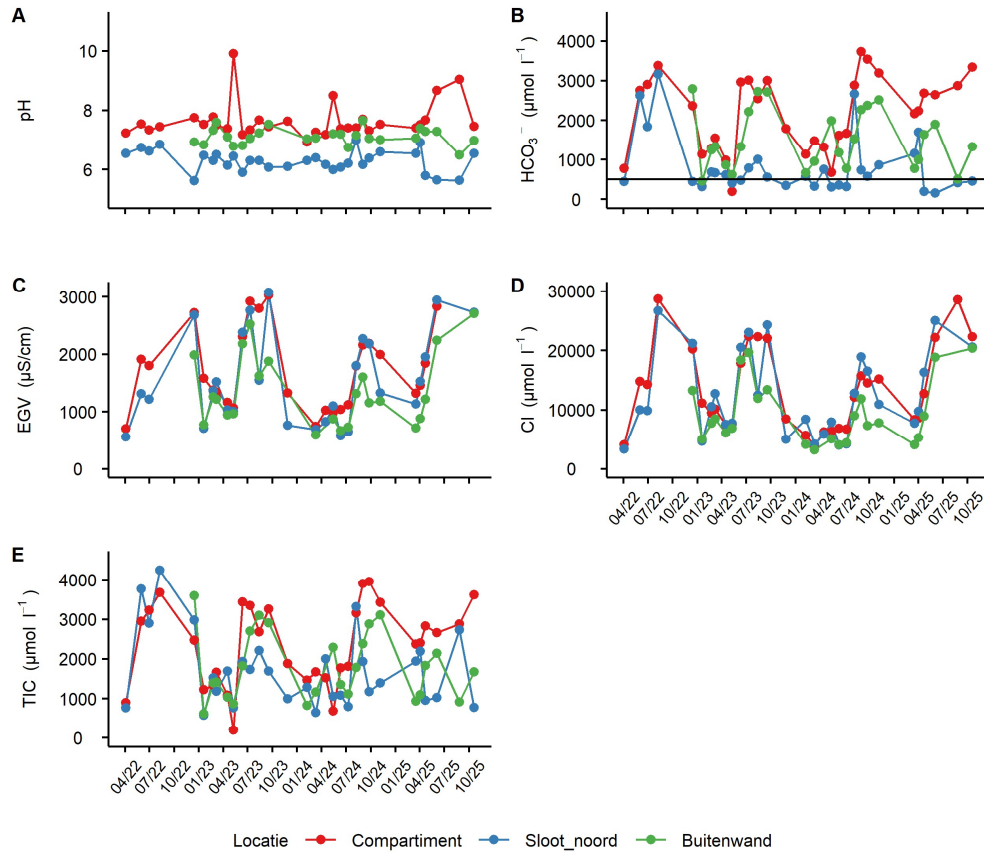 A
pH
10
8
6
B
HCO₃⁻ (µmol l⁻¹)
4000
3000
2000
1000
0
C
EGV (µS/cm)
3000
2000
1000
0
D
Cl (µmol l⁻¹)
30000
20000
10000
0
04/22 07/22 10/22 01/23 04/23 07/23 10/23 01/24 04/24 07/24 10/24 01/25 04/25 07/25 10/25
E
TIC (µmol l⁻¹)
4000
3000
2000
1000
0
04/22 07/22 10/22 01/23 04/23 07/23 10/23 01/24 04/24 07/24 10/24 01/25 04/25 07/25 10/25
Locatie Compartiment Sloot_noord Buitenwand